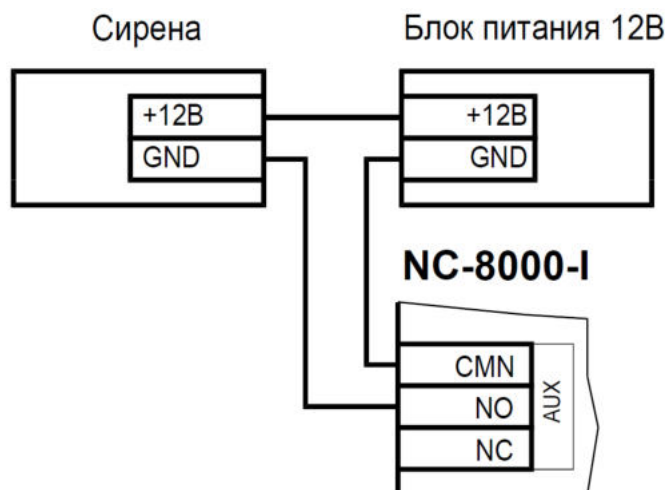 Сирена
Блок питания 12В
+12В
GND
+12В
GND
NC-8000-I
CMN
NO
NC
AUX